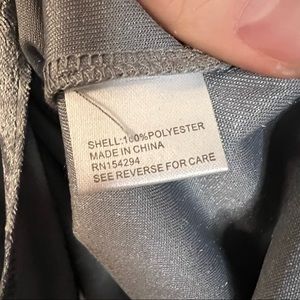 SHELL:100%POLYESTER
MADE IN CHINA
RN154294
SEE REVERSE FOR CARE